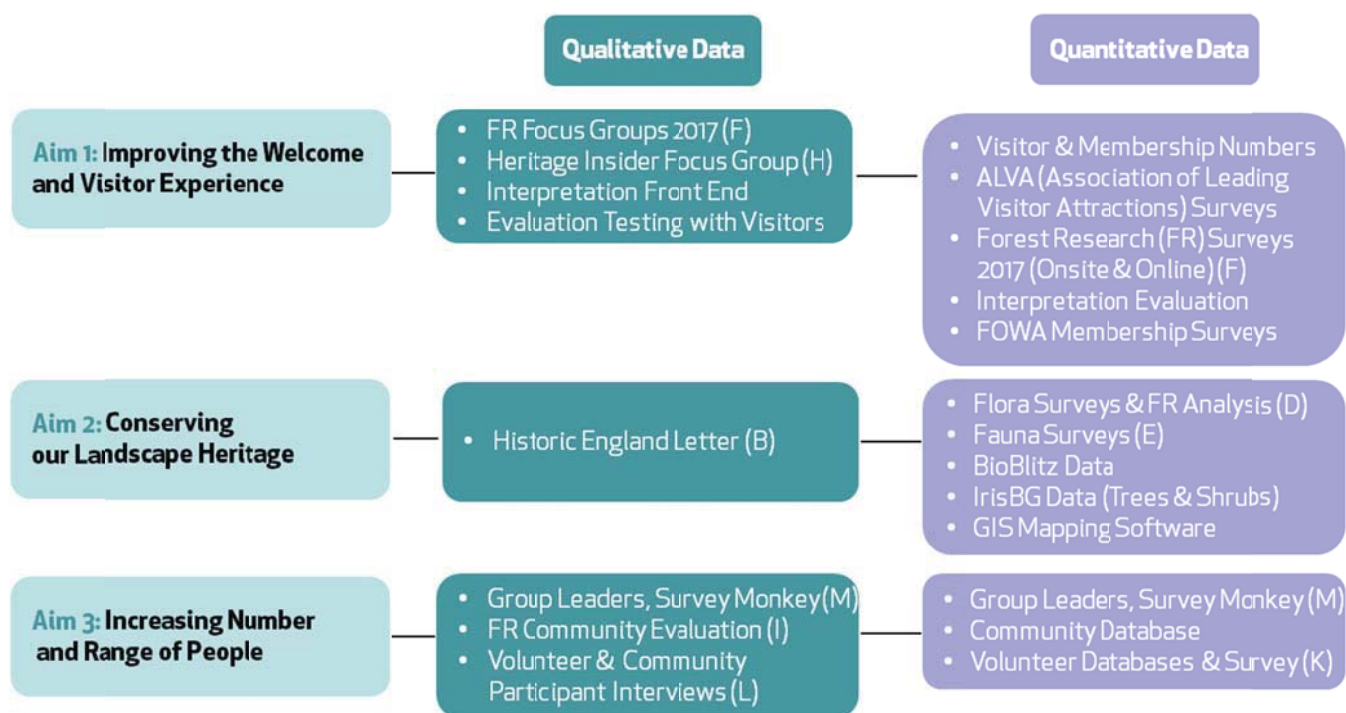 Qualitative Data
Quantitative Data
Aim 1: Improving the Welcome
and Visitor Experience
• FR Focus Groups 2017 (F)
• Heritage Insider Focus Group (H)
• Interpretation Front End
• Evaluation Testing with Visitors
• Visitor & Membership Numbers
• ALVA (Association of Leading
Visitor Attractions) Surveys
• Forest Research (FR) Surveys
2017 (Onsite & Online) (F)
• Interpretation Evaluation
• FOWA Membership Surveys
Aim 2: Conserving
our Landscape Heritage
• Historic England Letter (B)
• Flora Surveys & FR Analysis (D)
• Fauna Surveys (E)
• BioBlitz Data
• IrisBG Data (Trees & Shrubs)
• GIS Mapping Software
Aim 3: Increasing Number
and Range of People
• Group Leaders, Survey Monkey (M)
• FR Community Evaluation (I)
• Volunteer & Community
Participant Interviews (L)
• Group Leaders, Survey Monkey (M)
• Community Database
• Volunteer Databases & Survey (K)